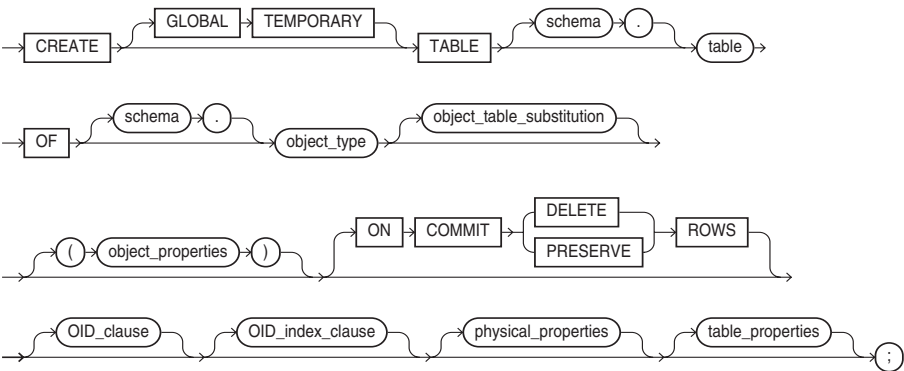 CREATE GLOBAL TEMPORARY TABLE schema . table
OF schema . object_type object_table_substitution
( object_properties ) ON COMMIT DELETE PRESERVE ROWS
OID_clause OID_index_clause physical_properties table_properties ;